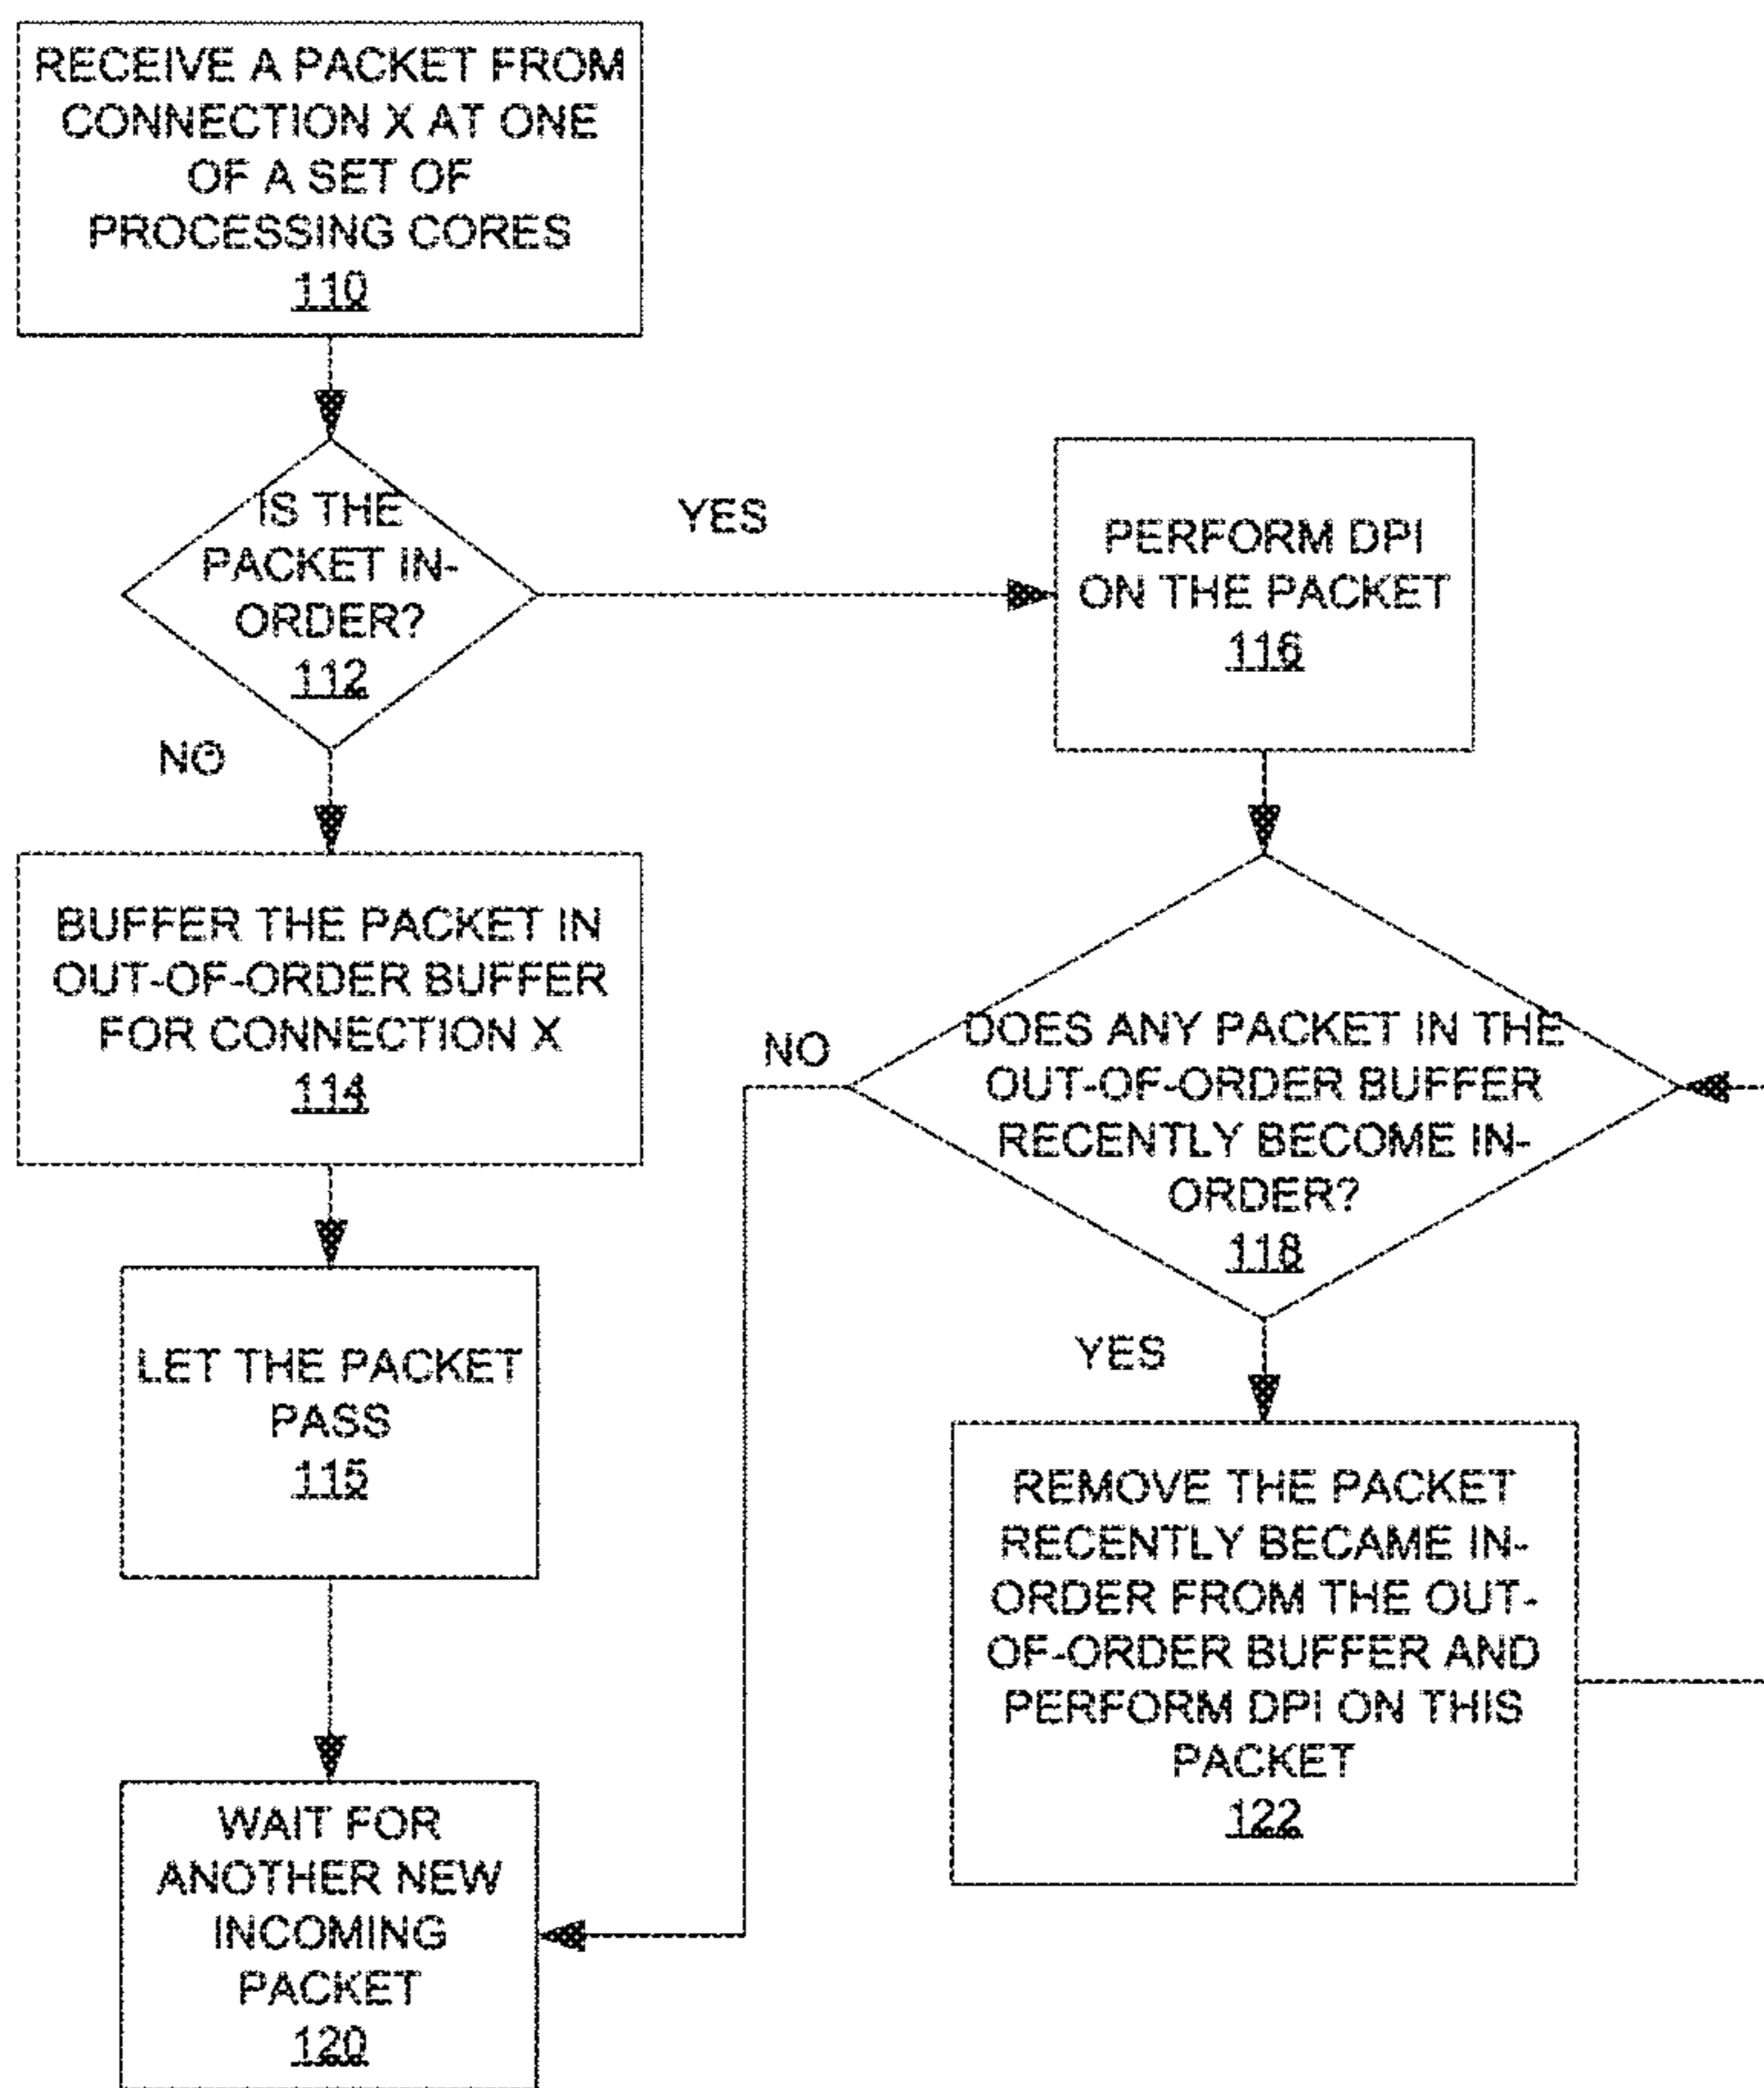 RECEIVE A PACKET FROM
CONNECTION X AT ONE
OF A SET OF
PROCESSING CORES
110
IS THE
PACKET IN-
ORDER?
112
YES
PERFORM DPI
ON THE PACKET
116
NO
BUFFER THE PACKET IN
OUT-OF-ORDER BUFFER
FOR CONNECTION X
114
NO
DOES ANY PACKET IN THE
OUT-OF-ORDER BUFFER
RECENTLY BECOME IN-
ORDER?
118
LET THE PACKET
PASS
115
YES
REMOVE THE PACKET
RECENTLY BECAME IN-
ORDER FROM THE OUT-
OF-ORDER BUFFER AND
PERFORM DPI ON THIS
PACKET
122
WAIT FOR
ANOTHER NEW
INCOMING
PACKET
120